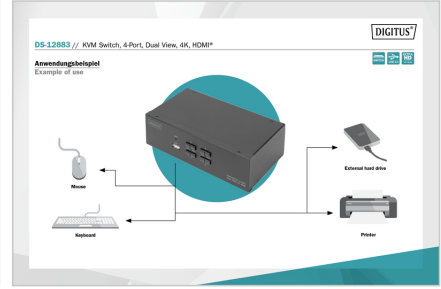 DIGITUS®
DS-12883 // KVM Switch, 4-Port, Dual View, 4K, HDMI®
Anwendungsbeispiel
Example of use
HD
External hard drive
Mouse
Keyboard
Printer